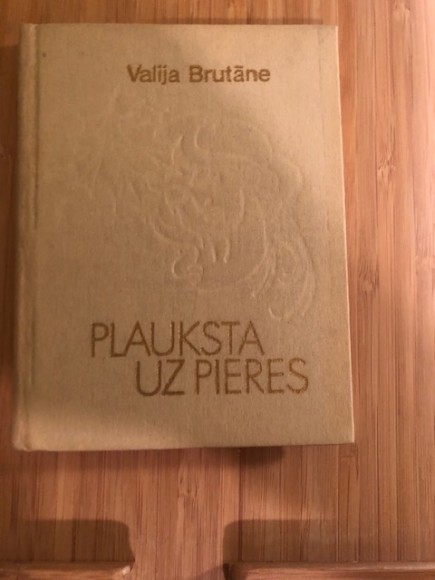 Valija Brutāne
PLAUKSTA
UZ PIERES